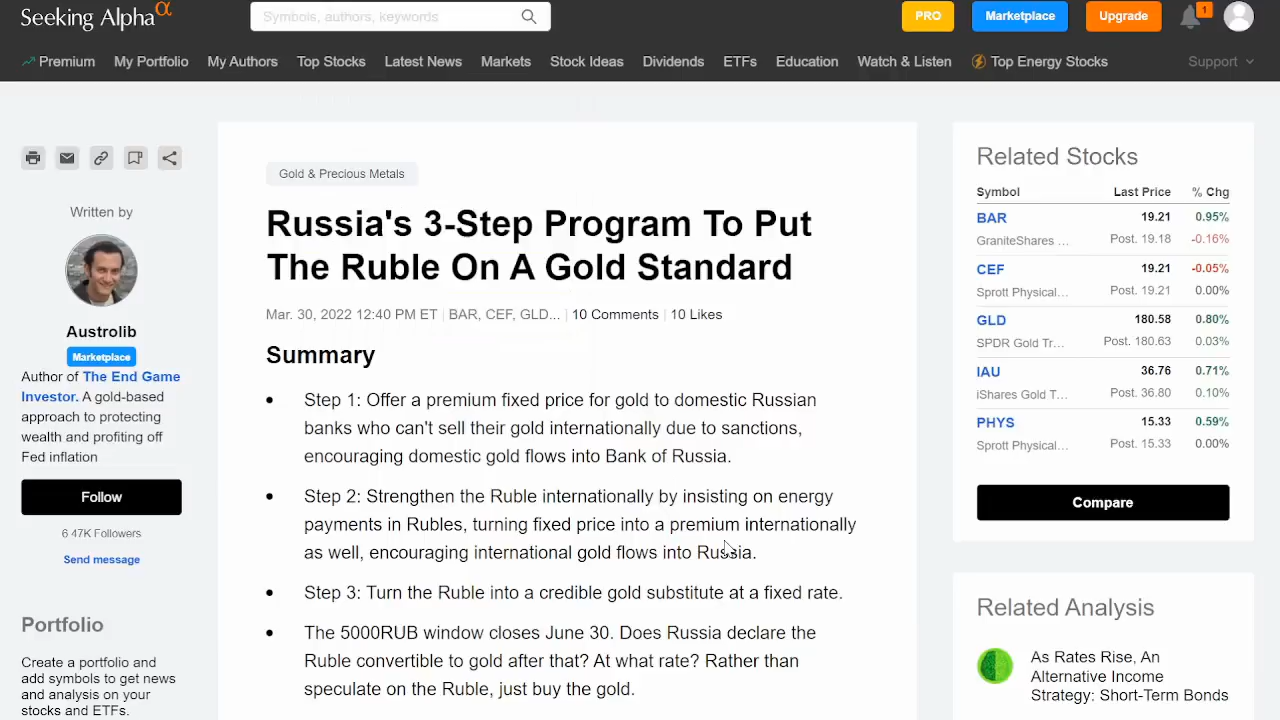 Seeking Alpha α
Symbols, authors, keywords
PRO
Marketplace
Upgrade
1
Premium
My Portfolio
My Authors
Top Stocks
Latest News
Markets
Stock Ideas
Dividends
ETFs
Education
Watch & Listen
Top Energy Stocks
Support
Written by
Austrolib
Marketplace
Author of The End Game
Investor. A gold-based
approach to protecting
wealth and profiting off
Fed inflation
Follow
6.47K Followers
Send message
Portfolio
Create a portfolio and
add symbols to get news
and analysis on your
stocks and ETFs.
Gold & Precious Metals
Russia's 3-Step Program To Put
The Ruble On A Gold Standard
Mar. 30, 2022 12:40 PM ET | BAR, CEF, GLD... | 10 Comments | 10 Likes
Summary
• Step 1: Offer a premium fixed price for gold to domestic Russian
banks who can't sell their gold internationally due to sanctions,
encouraging domestic gold flows into Bank of Russia.
• Step 2: Strengthen the Ruble internationally by insisting on energy
payments in Rubles, turning fixed price into a premium internationally
as well, encouraging international gold flows into Russia.
• Step 3: Turn the Ruble into a credible gold substitute at a fixed rate.
• The 5000RUB window closes June 30. Does Russia declare the
Ruble convertible to gold after that? At what rate? Rather than
speculate on the Ruble, just buy the gold.
Related Stocks
Symbol Last Price % Chg
BAR 19.21 0.95%
GraniteShares ... Post. 19.18 -0.16%
CEF 19.21 -0.05%
Sprott Physical... Post. 19.21 0.00%
GLD 180.58 0.80%
SPDR Gold Tr... Post. 180.63 0.03%
IAU 36.76 0.71%
iShares Gold T... Post. 36.80 0.10%
PHYS 15.33 0.59%
Sprott Physical... Post. 15.33 0.00%
Compare
Related Analysis
As Rates Rise, An
Alternative Income
Strategy: Short-Term Bonds